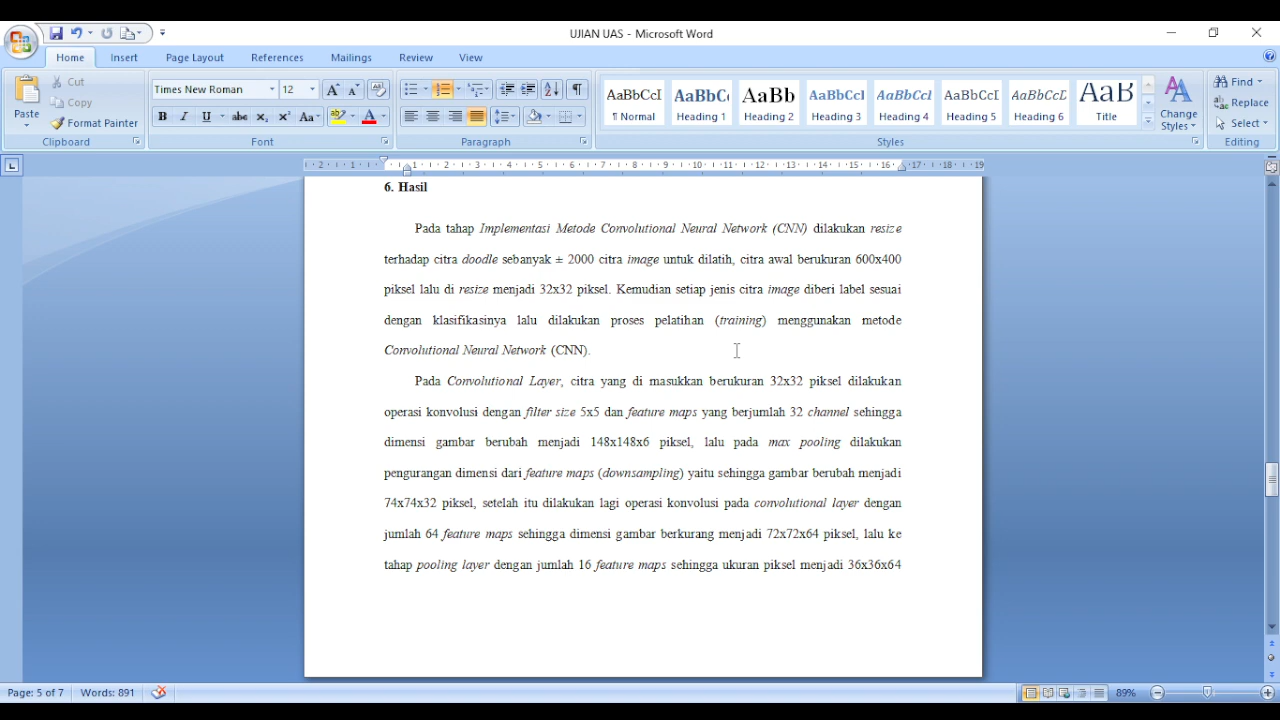 UJIAN UAS - Microsoft Word
Home Insert Page Layout References Mailings Review View
Paste
Cut
Copy
Format Painter
Clipboard
Times New Roman 12
Font
Paragraph
AaBbCcI AaBbC AaBb AaBbCcI AaBbCcI AaBbCcI AaBbCcD AaB
¶ Normal Heading 1 Heading 2 Heading 3 Heading 4 Heading 5 Heading 6 Title
Change Styles
Styles
Find
Replace
Select
Editing
6. Hasil
Pada tahap Implementasi Metode Convolutional Neural Network (CNN) dilakukan resize
terhadap citra doodle sebanyak ± 2000 citra image untuk dilatih, citra awal berukuran 600x400
piksel lalu di resize menjadi 32x32 piksel. Kemudian setiap jenis citra image diberi label sesuai
dengan klasifikasinya lalu dilakukan proses pelatihan (training) menggunakan metode
Convolutional Neural Network (CNN).
Pada Convolutional Layer, citra yang di masukkan berukuran 32x32 piksel dilakukan
operasi konvolusi dengan filter size 5x5 dan feature maps yang berjumlah 32 channel sehingga
dimensi gambar berubah menjadi 148x148x6 piksel, lalu pada max pooling dilakukan
pengurangan dimensi dari feature maps (downsampling) yaitu sehingga gambar berubah menjadi
74x74x32 piksel, setelah itu dilakukan lagi operasi konvolusi pada convolutional layer dengan
jumlah 64 feature maps sehingga dimensi gambar berkurang menjadi 72x72x64 piksel, lalu ke
tahap pooling layer dengan jumlah 16 feature maps sehingga ukuran piksel menjadi 36x36x64
Page: 5 of 7 Words: 891 89%